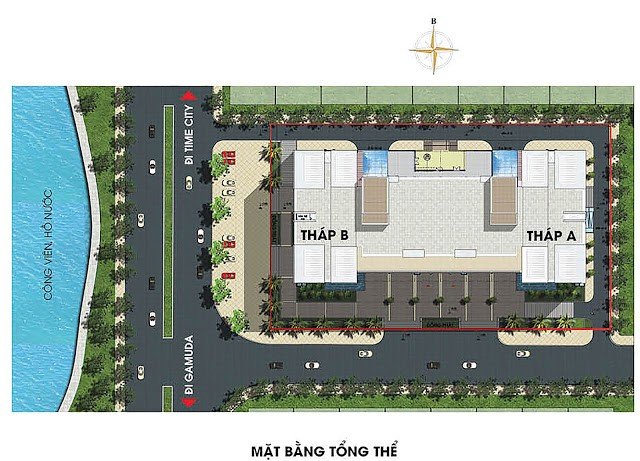 B
ĐI TIME CITY
CÔNG VIÊN, HỒ NƯỚC
THÁP B
THÁP A
ĐI GAMUDA
MẶT BẰNG TỔNG THỂ